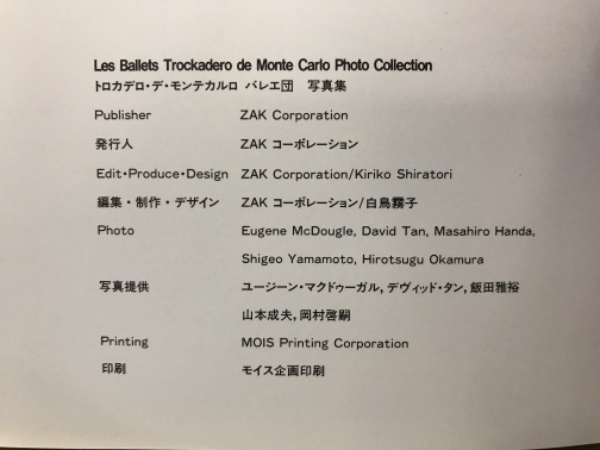 Les Ballets Trockadero de Monte Carlo Photo Collection
トロカデロ・デ・モンテカルロ バレエ団 写真集
Publisher ZAK Corporation
発行人 ZAK コーポレーション
Edit・Produce・Design ZAK Corporation/Kiriko Shiratori
編集・制作・デザイン ZAK コーポレーション/白鳥霧子
Photo Eugene McDougle, David Tan, Masahiro Handa,
Shigeo Yamamoto, Hirotsugu Okamura
写真提供 ユージーン・マクドゥーガル, デヴィッド・タン, 飯田雅裕
山本成夫, 岡村啓嗣
Printing MOIS Printing Corporation
印刷 モイス企画印刷